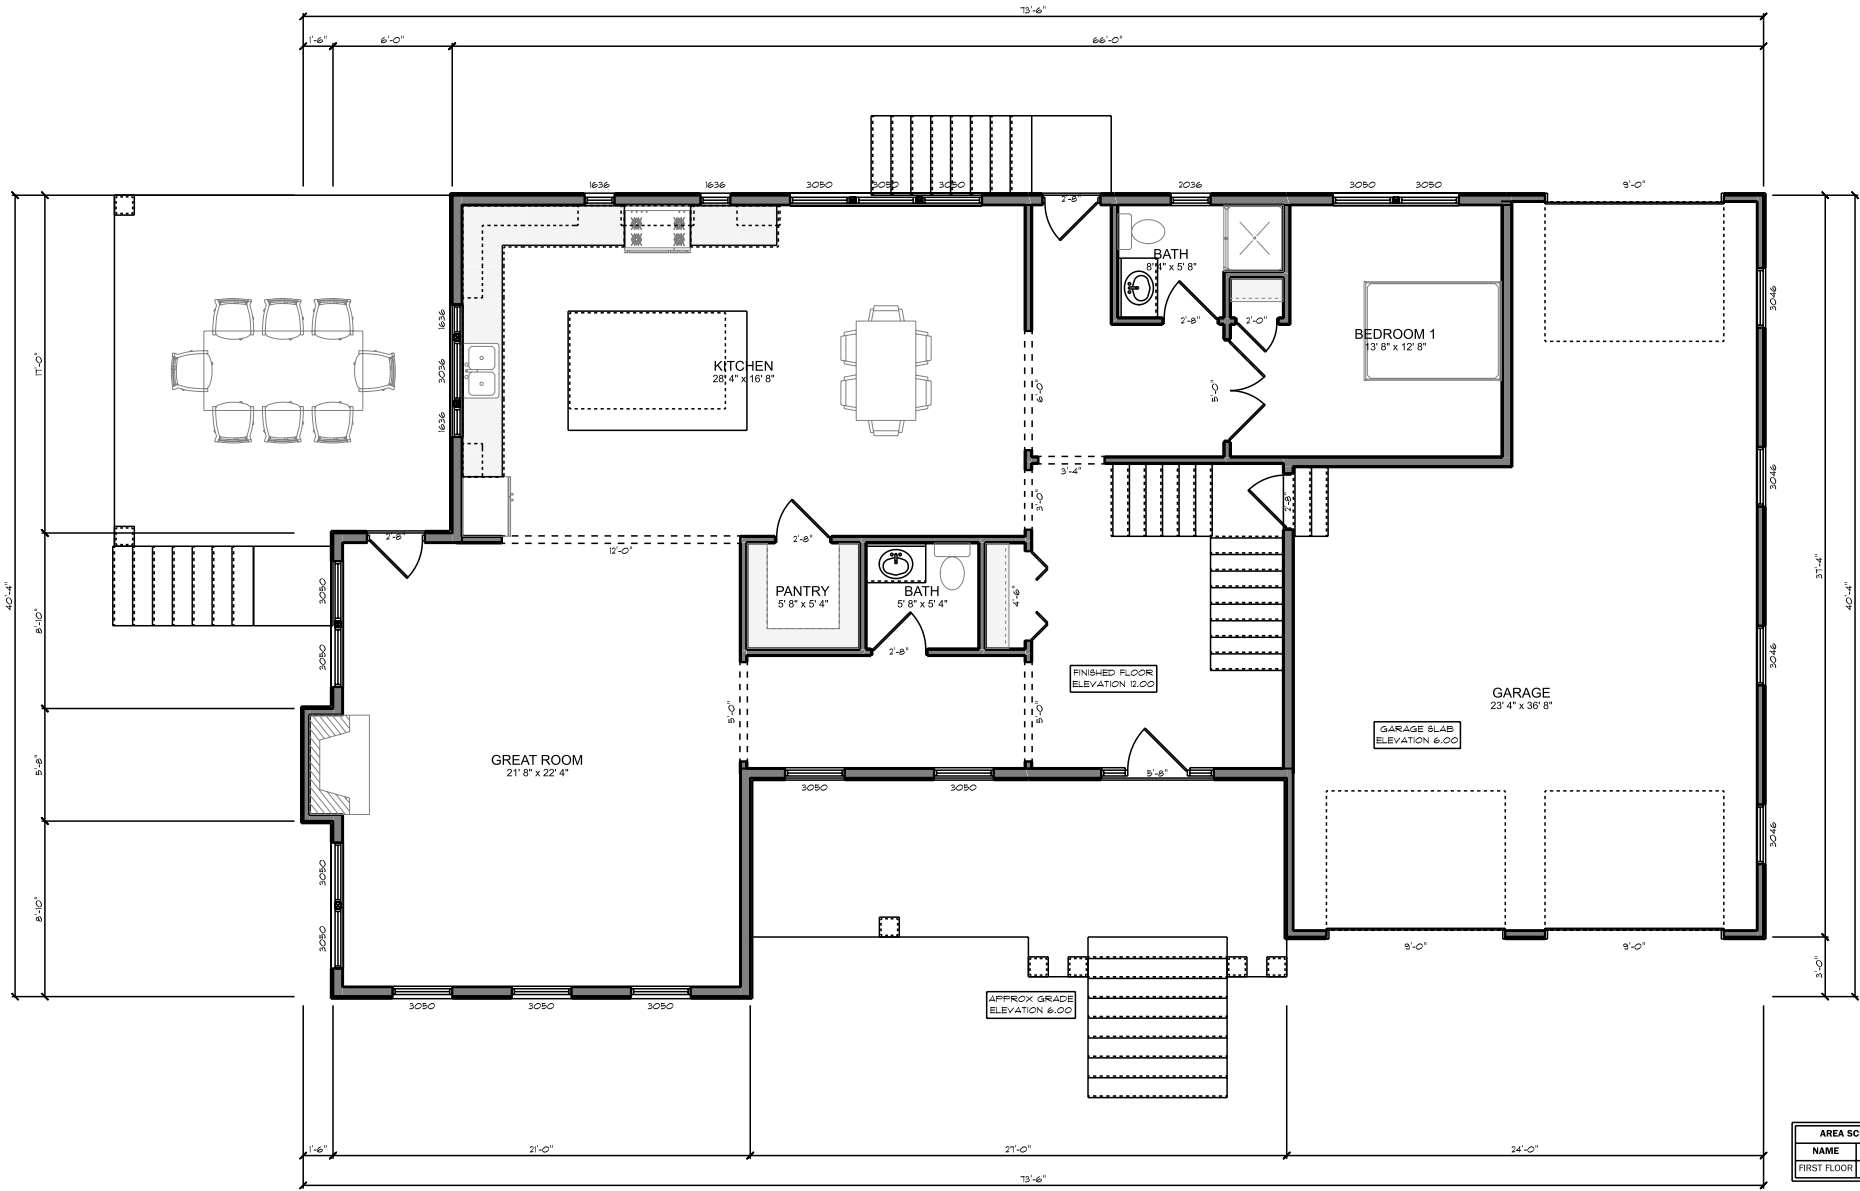 73'-6"
1'-6"
6'-0"
66'-0"
1636
1636
3050
3050
3050
2'-8"
2036
3050
3050
9'-0"
BATH
8' 4" x 5' 8"
2'-8"
2'-0"
BEDROOM 1
13' 8" x 12' 8"
3046
1636
3036
1636
KITCHEN
28' 4" x 16' 8"
6'-0"
5'-0"
17'-0"
40'-4"
3'-4"
3'-0"
2'-8"
3046
2'-8"
12'-0"
2'-8"
37'-4"
40'-4"
3050
PANTRY
5' 8" x 5' 4"
BATH
5' 8" x 5' 4"
4'-6"
8'-10"
3050
2'-8"
3046
FINISHED FLOOR
ELEVATION 12.00
GARAGE
23' 4" x 36' 8"
5'-0"
5'-0"
GARAGE SLAB
ELEVATION 6.00
5'-8"
GREAT ROOM
21' 8" x 22' 4"
5'-8"
3050
3050
3046
3050
8'-10"
3050
9'-0"
9'-0"
3'-0"
3050
3050
3050
APPROX GRADE
ELEVATION 6.00
1'-6"
21'-0"
27'-0"
24'-0"
73'-6"
AREA SC
NAME
FIRST FLOOR